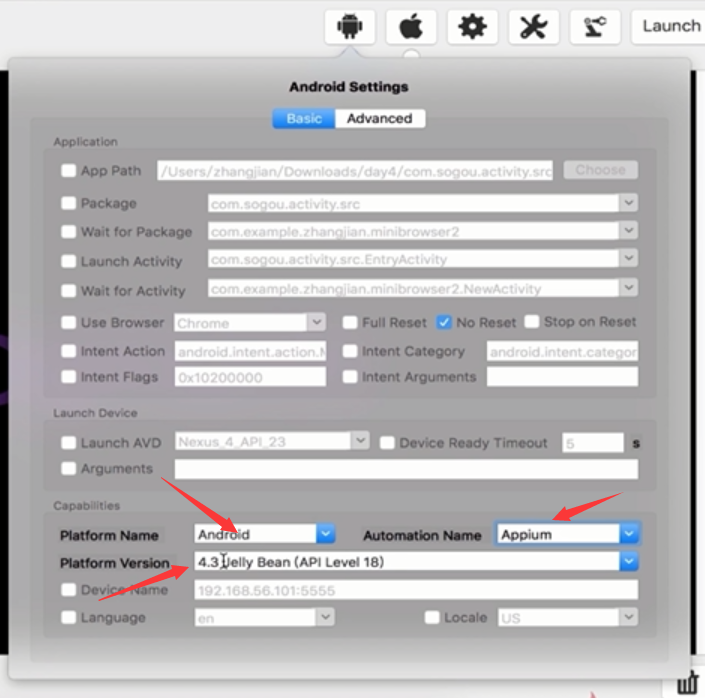 Launch
Android Settings
Basic Advanced
Application
App Path /Users/zhangjian/Downloads/day4/com.sogou.activity.src Choose
Package com.sogou.activity.src
Wait for Package com.example.zhangjian.minibrowser2
Launch Activity com.sogou.activity.src.EntryActivity
Wait for Activity com.example.zhangjian.minibrowser2.NewActivity
Use Browser Chrome Full Reset No Reset Stop on Reset
Intent Action android.intent.action.M Intent Category android.intent.categor
Intent Flags 0x10200000 Intent Arguments
Launch Device
Launch AVD Nexus_4_API_23 Device Ready Timeout 5 s
Arguments
Capabilities
Platform Name Android Automation Name Appium
Platform Version 4.3 Jelly Bean (API Level 18)
Device Name 192.168.56.101:5555
Language en Locale US